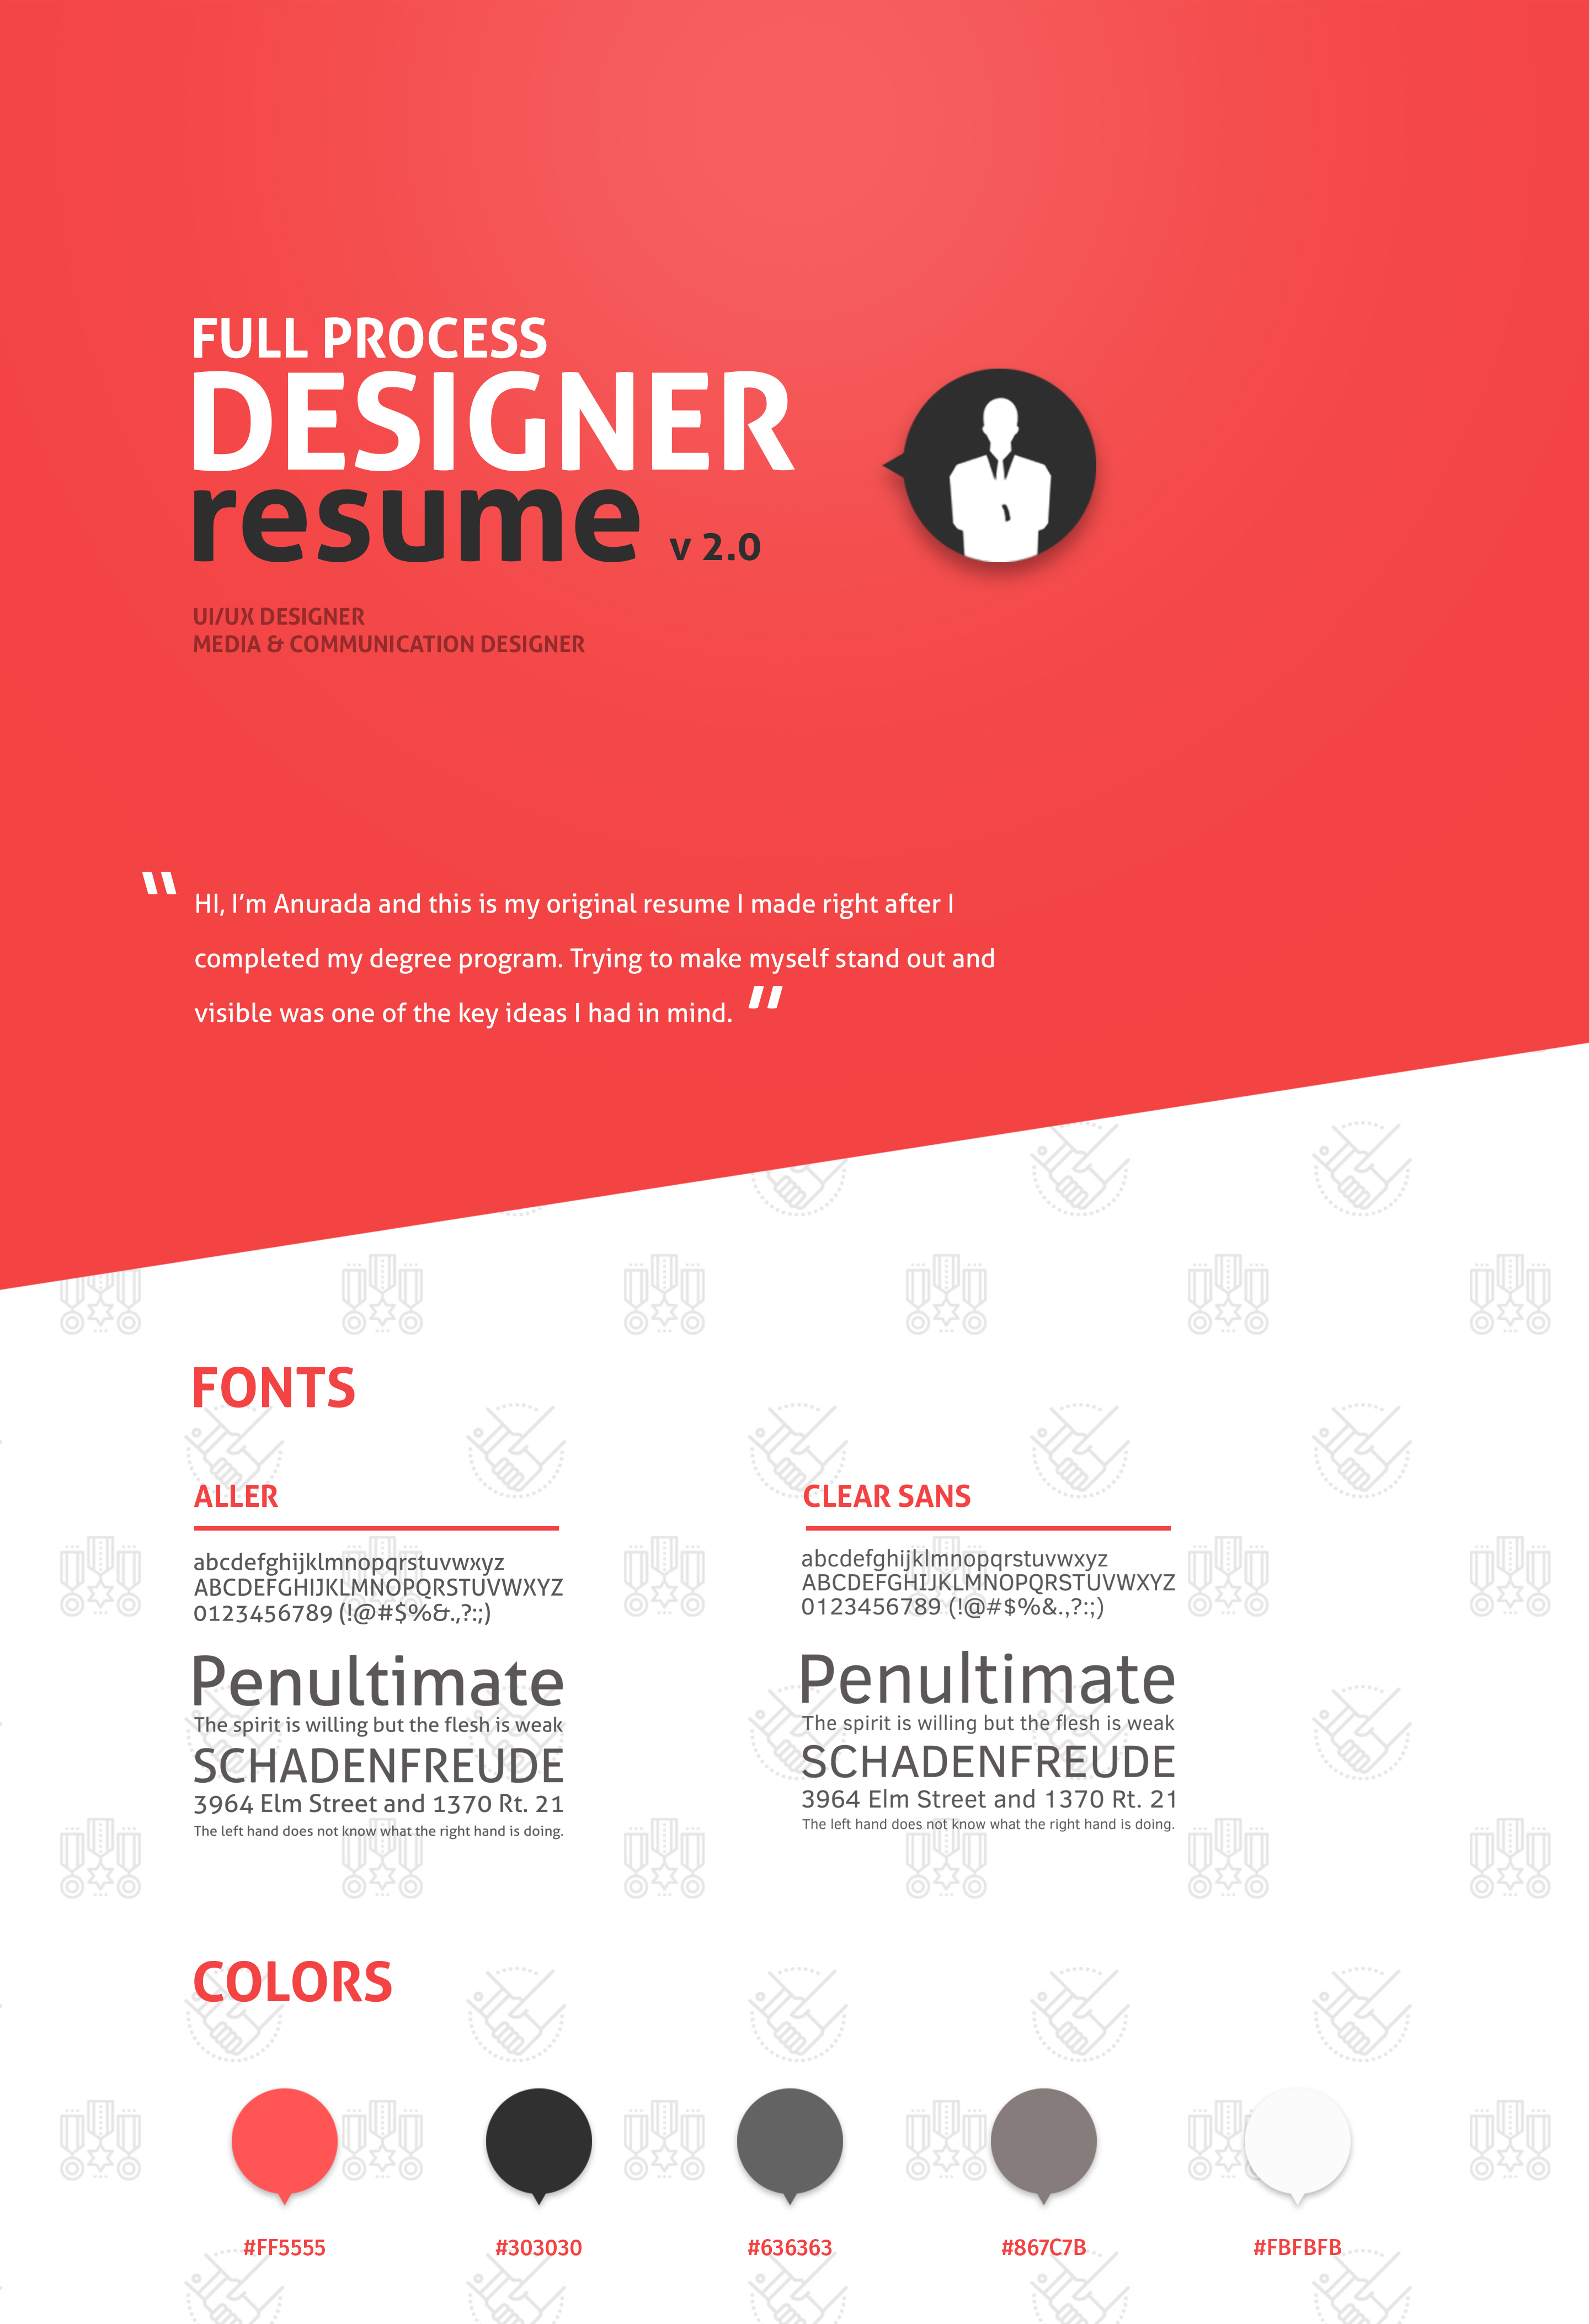 FULL PROCESS
DESIGNER
resume v 2.0
UI/UX DESIGNER
MEDIA & COMMUNICATION DESIGNER
" HI, I'm Anurada and this is my original resume I made right after I
completed my degree program. Trying to make myself stand out and
visible was one of the key ideas I had in mind. "
FONTS
ALLER
abcdefghijklmnopqrstuvwxyz
ABCDEFGHIJKLMNOPQRSTUVWXYZ
0123456789 (!@#$%&.,?:;)
Penultimate
The spirit is willing but the flesh is weak
SCHADENFREUDE
3964 Elm Street and 1370 Rt. 21
The left hand does not know what the right hand is doing.
CLEAR SANS
abcdefghijklmnopqrstuvwxyz
ABCDEFGHIJKLMNOPQRSTUVWXYZ
0123456789 (!@#$%&.,?:;)
Penultimate
The spirit is willing but the flesh is weak
SCHADENFREUDE
3964 Elm Street and 1370 Rt. 21
The left hand does not know what the right hand is doing.
COLORS
#FF5555 #303030 #636363 #867C7B #FBFBFB